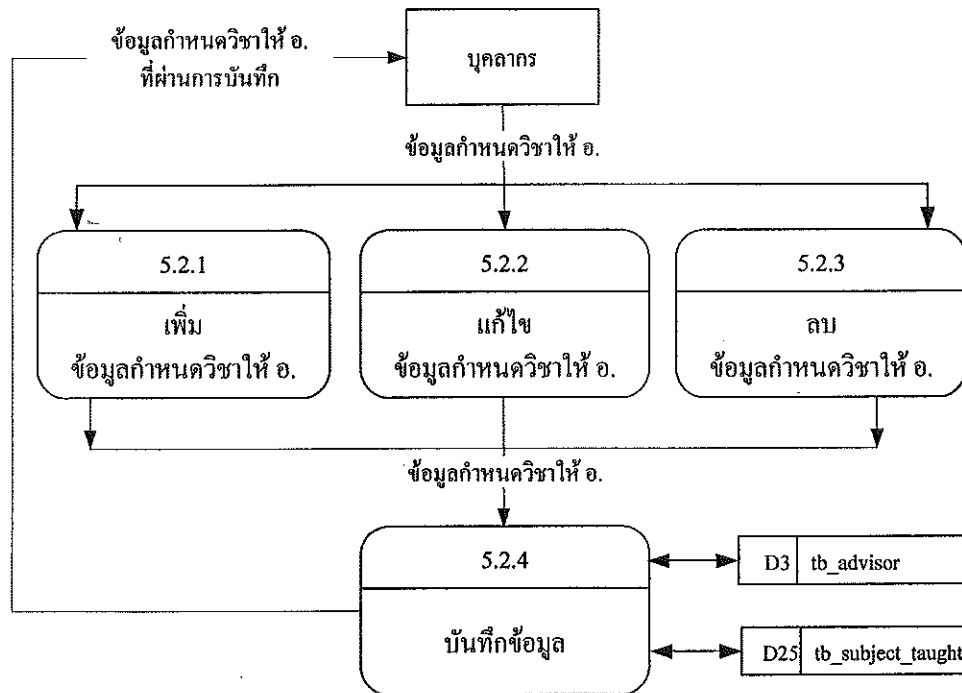 ข้อมูลกำหนดวิชาให้ อ.
ที่ผ่านการบันทึก
บุคลากร
ข้อมูลกำหนดวิชาให้ อ.
5.2.1
เพิ่ม
ข้อมูลกำหนดวิชาให้ อ.
5.2.2
แก้ไข
ข้อมูลกำหนดวิชาให้ อ.
5.2.3
ลบ
ข้อมูลกำหนดวิชาให้ อ.
ข้อมูลกำหนดวิชาให้ อ.
5.2.4
บันทึกข้อมูล
D3 tb_advisor
D25 tb_subject_taught